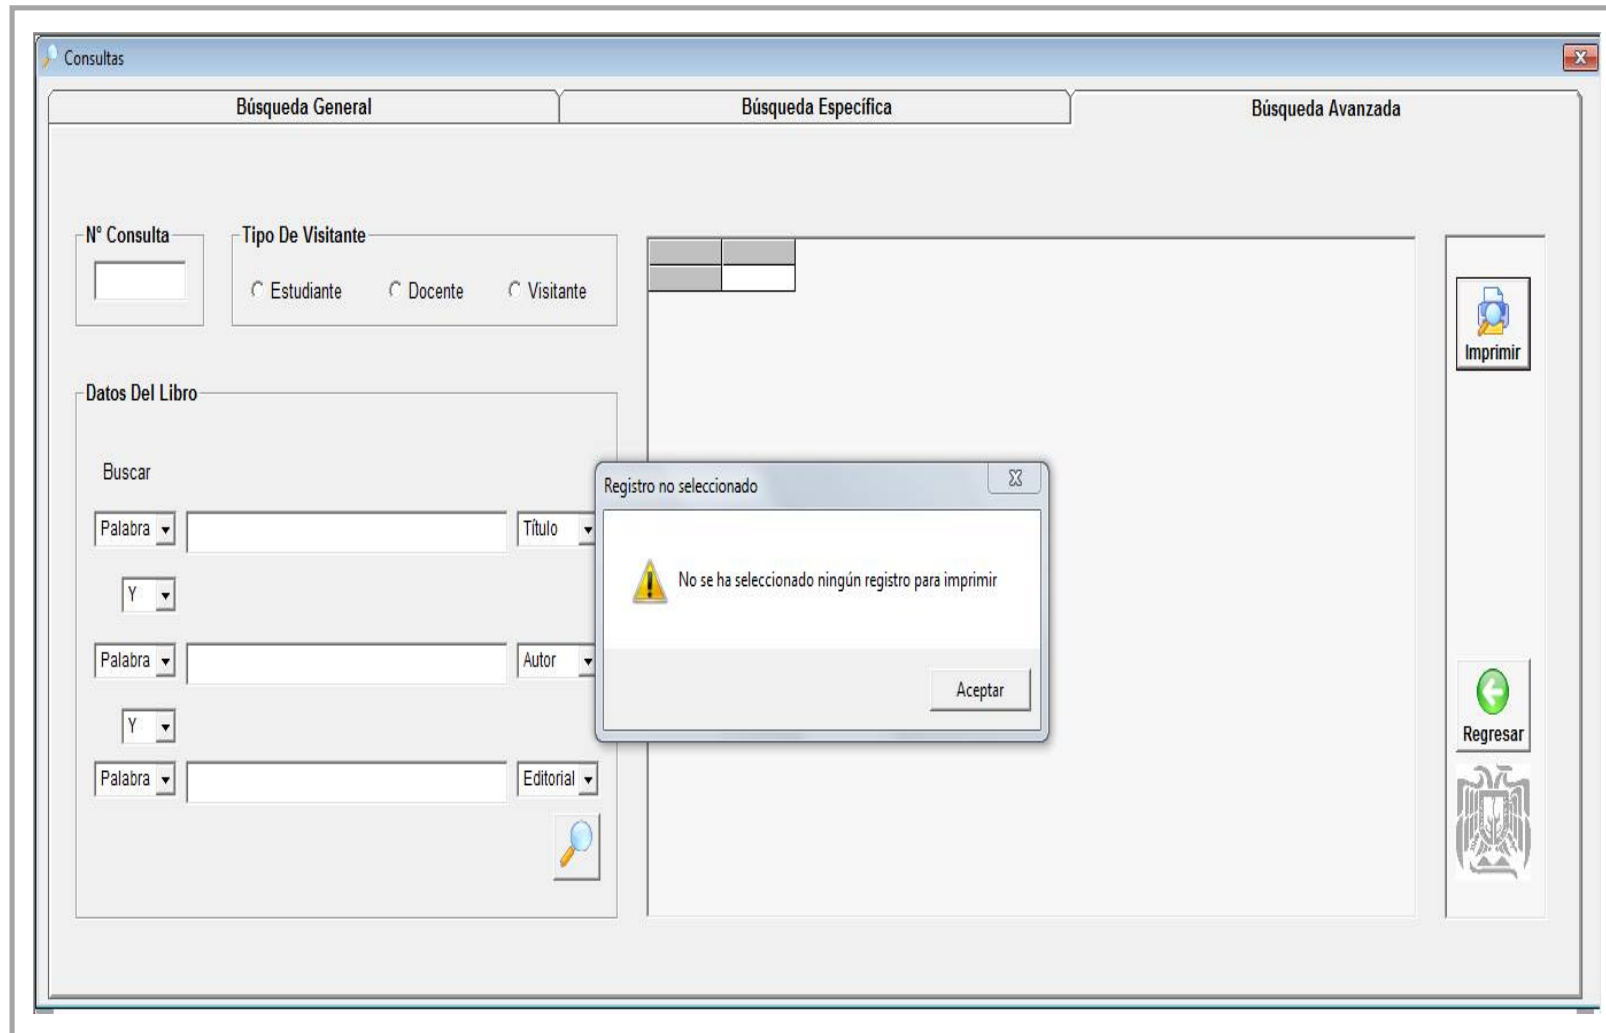 Consultas
Búsqueda General
Búsqueda Específica
Búsqueda Avanzada
N° Consulta
Tipo De Visitante
Estudiante
Docente
Visitante
Imprimir
Datos Del Libro
Buscar
Registro no seleccionado
Palabra
Título
No se ha seleccionado ningún registro para imprimir
Y
Palabra
Autor
Aceptar
Y
Regresar
Palabra
Editorial